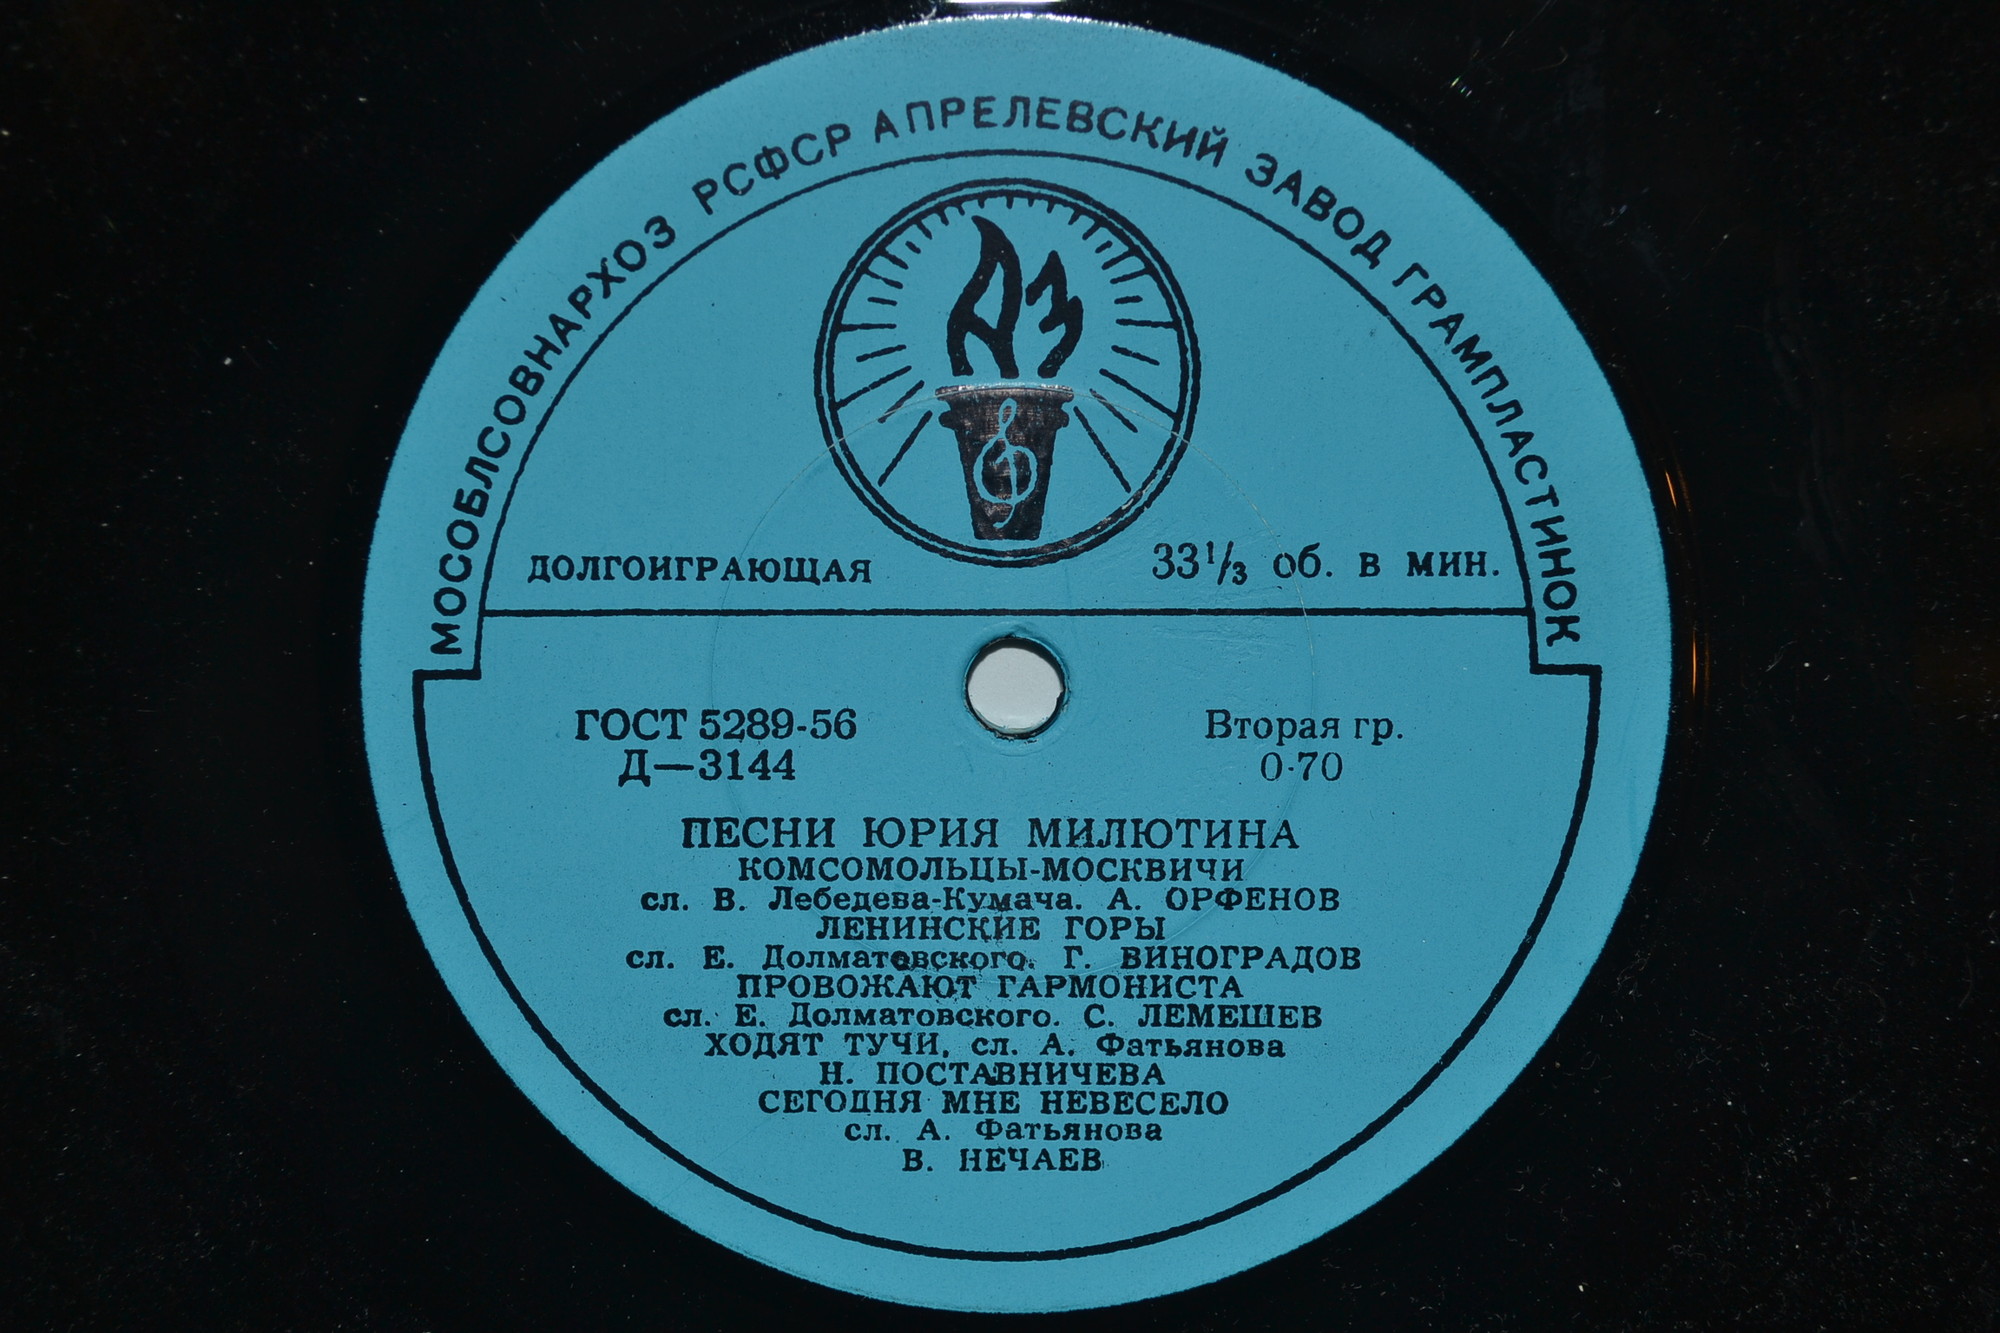 МОСОБЛСОВНАРХОЗ РСФСР АПРЕЛЕВСКИЙ ЗАВОД ГРАМПЛАСТИНОК
АЗ
ДОЛГОИГРАЮЩАЯ 33⅓ об. в мин.
ГОСТ 5289-56 Вторая гр.
Д—3144 0-70
ПЕСНИ ЮРИЯ МИЛЮТИНА
КОМСОМОЛЬЦЫ-МОСКВИЧИ
сл. В. Лебедева-Кумача. А. ОРФЕНОВ
ЛЕНИНСКИЕ ГОРЫ
сл. Е. Долматовского. Г. ВИНОГРАДОВ
ПРОВОЖАЮТ ГАРМОНИСТА
сл. Е. Долматовского. С. ЛЕМЕШЕВ
ХОДЯТ ТУЧИ, сл. А. Фатьянова
Н. ПОСТАВНИЧЕВА
СЕГОДНЯ МНЕ НЕВЕСЕЛО
сл. А. Фатьянова
В. НЕЧАЕВ